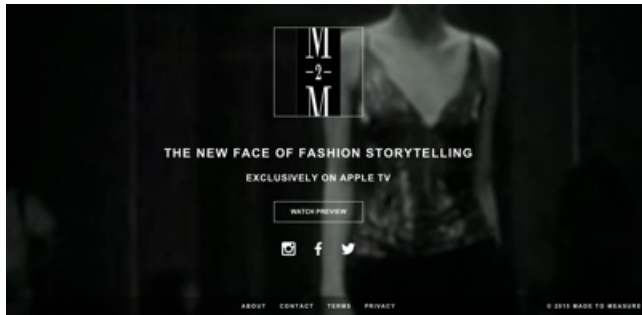 M
-2-
M
THE NEW FACE OF FASHION STORYTELLING
EXCLUSIVELY ON APPLE TV
WATCH PREVIEW
ABOUT CONTACT TERMS PRIVACY © 2015 MADE TO MEASURE